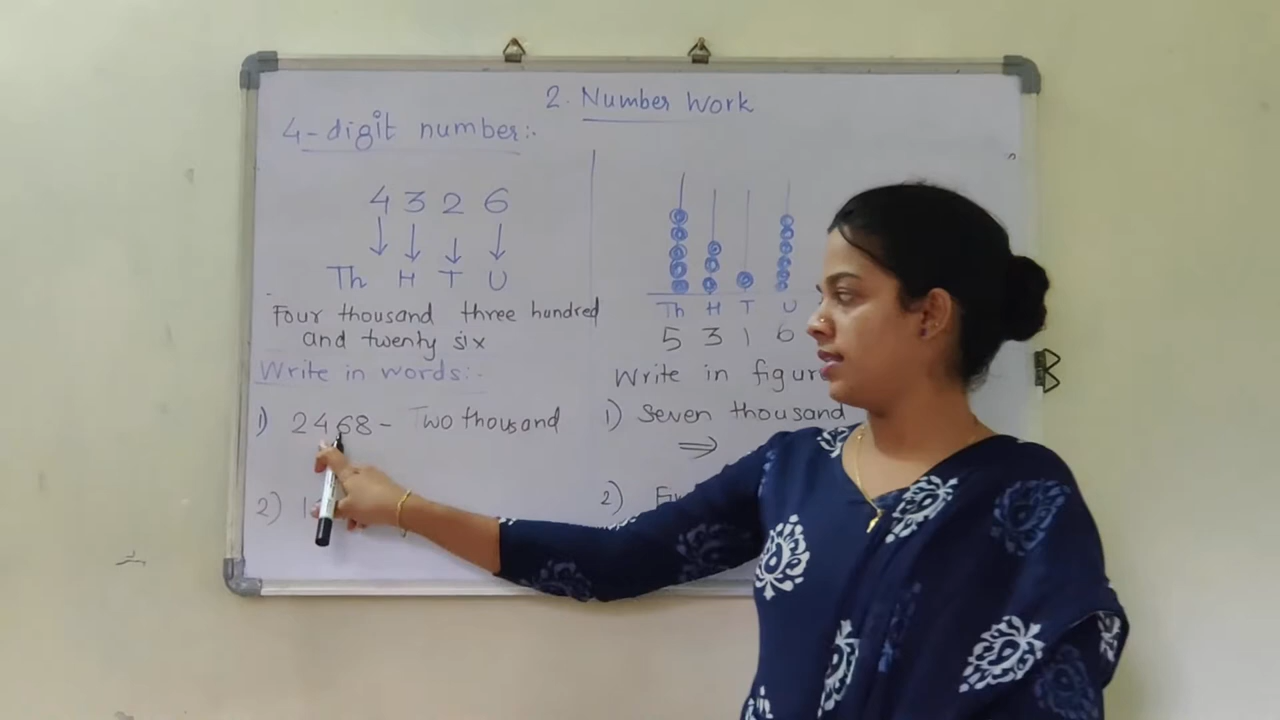 2. Number Work
4-digit number:-
4 3 2 6
Th H T U
Four thousand three hundred
and twenty six
Write in words:-
1) 2468 - Two thousand
2)
Th H T U
5 3 1 6
Write in
1) Seven thousand
⇒
2)